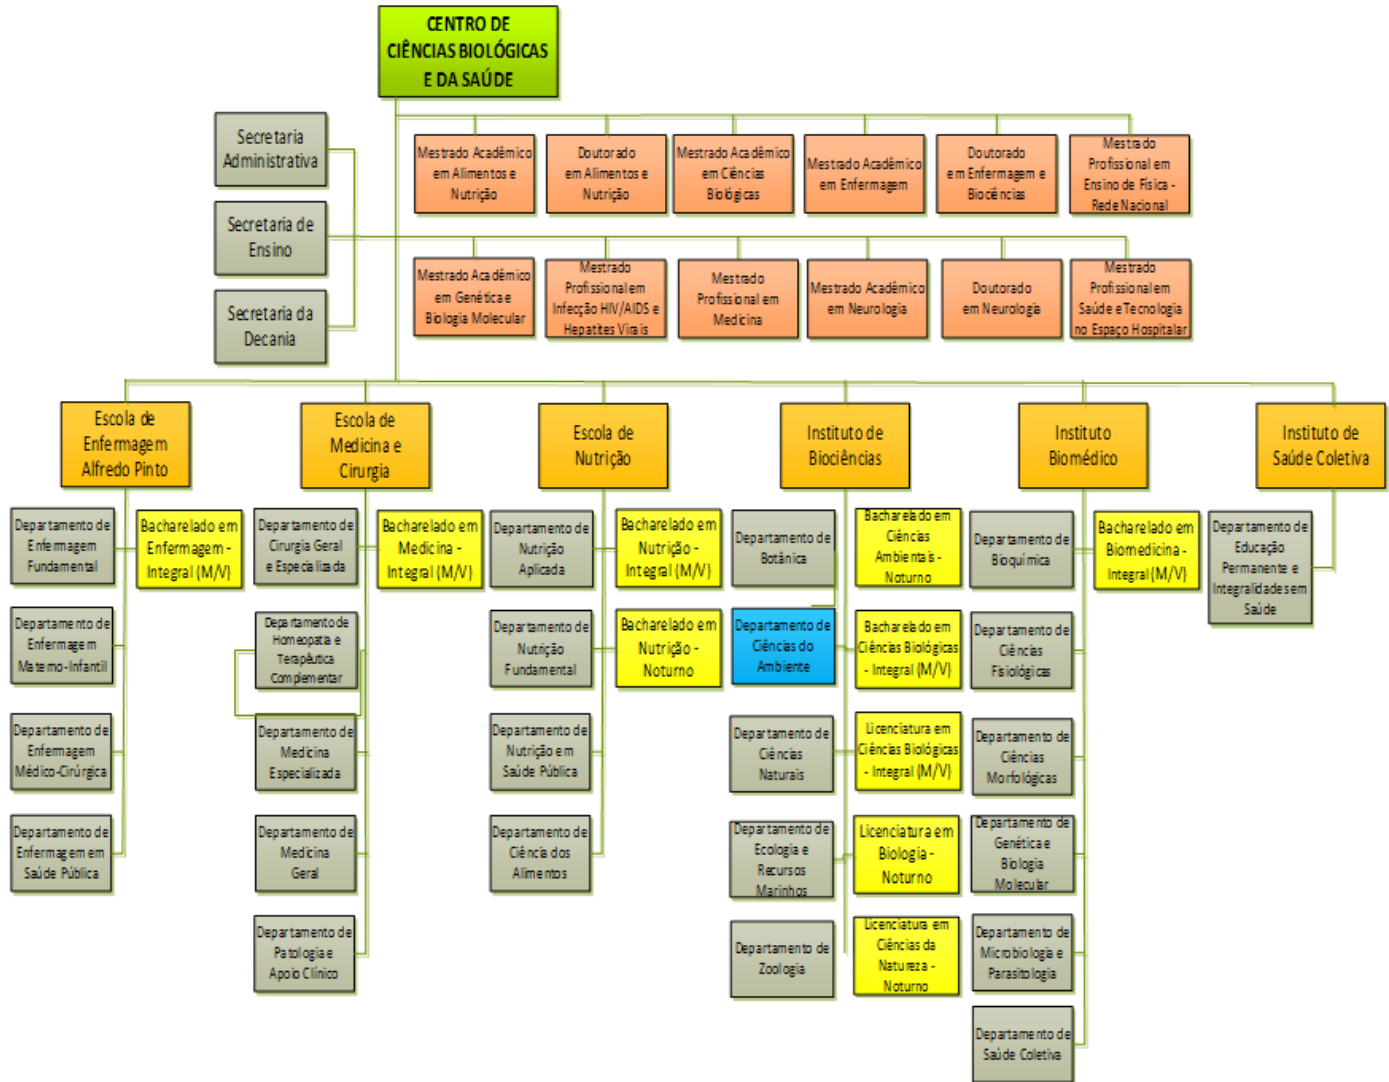 CENTRO DE
CIÊNCIAS BIOLÓGICAS
E DA SAÚDE
Secretaria
Administrativa
Secretaria de
Ensino
Secretaria da
Decania
Mestrado Acadêmico
em Alimentos e
Nutrição
Doutorado
em Alimentos e
Nutrição
Mestrado Acadêmico
em Ciências
Biológicas
Mestrado Acadêmico
em Enfermagem
Doutorado
em Enfermagem e
Biociências
Mestrado
Profissional em
Ensino de Física -
Rede Nacional
Mestrado Acadêmico
em Genética e
Biologia Molecular
Mestrado
Profissional em
Infecção HIV/AIDS e
Hepatites Virais
Mestrado
Profissional em
Medicina
Mestrado Acadêmico
em Neurologia
Doutorado
em Neurologia
Mestrado
Profissional em
Saúde e Tecnologia
no Espaço Hospitalar
Escola de
Enfermagem
Alfredo Pinto
Departamento de
Enfermagem
Fundamental
Bacharelado em
Enfermagem -
Integral (M/V)
Departamento de
Enfermagem
Materno-Infantil
Departamento de
Enfermagem
Médico-Cirúrgica
Departamento de
Enfermagem em
Saúde Pública
Escola de
Medicina e
Cirurgia
Departamento de
Cirurgia Geral
e Especializada
Bacharelado em
Medicina -
Integral (M/V)
Departamento de
Homeopatia e
Terapêutica
Complementar
Departamento de
Medicina
Especializada
Departamento de
Medicina
Geral
Departamento de
Patologia e
Apoio Clínico
Escola de
Nutrição
Departamento de
Nutrição
Aplicada
Bacharelado em
Nutrição -
Integral (M/V)
Departamento de
Nutrição
Fundamental
Bacharelado em
Nutrição -
Noturno
Departamento de
Nutrição em
Saúde Pública
Departamento de
Ciência dos
Alimentos
Instituto de
Biociências
Departamento de
Botânica
Bacharelado em
Ciências
Ambientais -
Noturno
Departamento de
Ciências do
Ambiente
Bacharelado em
Ciências Biológicas
- Integral (M/V)
Departamento de
Ciências
Naturais
Licenciatura em
Ciências Biológicas
- Integral (M/V)
Departamento de
Ecologia e
Recursos
Marinhos
Licenciatura em
Biologia -
Noturno
Departamento de
Zoologia
Licenciatura em
Ciências da
Natureza -
Noturno
Instituto
Biomédico
Departamento de
Bioquímica
Bacharelado em
Biomedicina -
Integral (M/V)
Departamento de
Ciências
Fisiológicas
Departamento de
Ciências
Morfológicas
Departamento de
Genética e
Biologia
Molecular
Departamento de
Microbiologia e
Parasitologia
Departamento de
Saúde Coletiva
Instituto de
Saúde Coletiva
Departamento de
Educação
Permanente e
Integralidade sem
Saúde